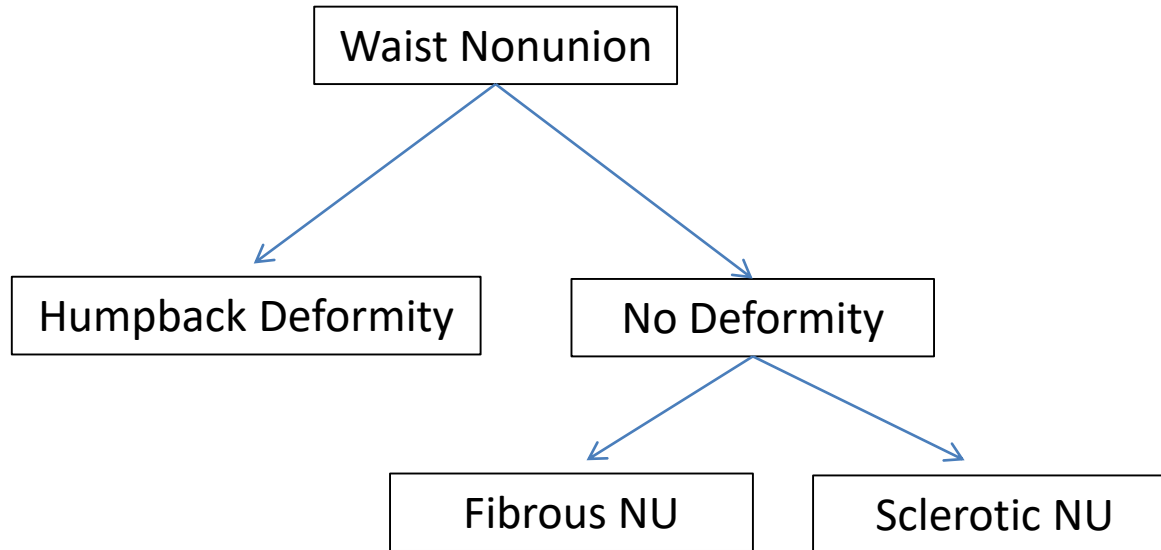 Waist Nonunion
Humpback Deformity
No Deformity
Fibrous NU
Sclerotic NU